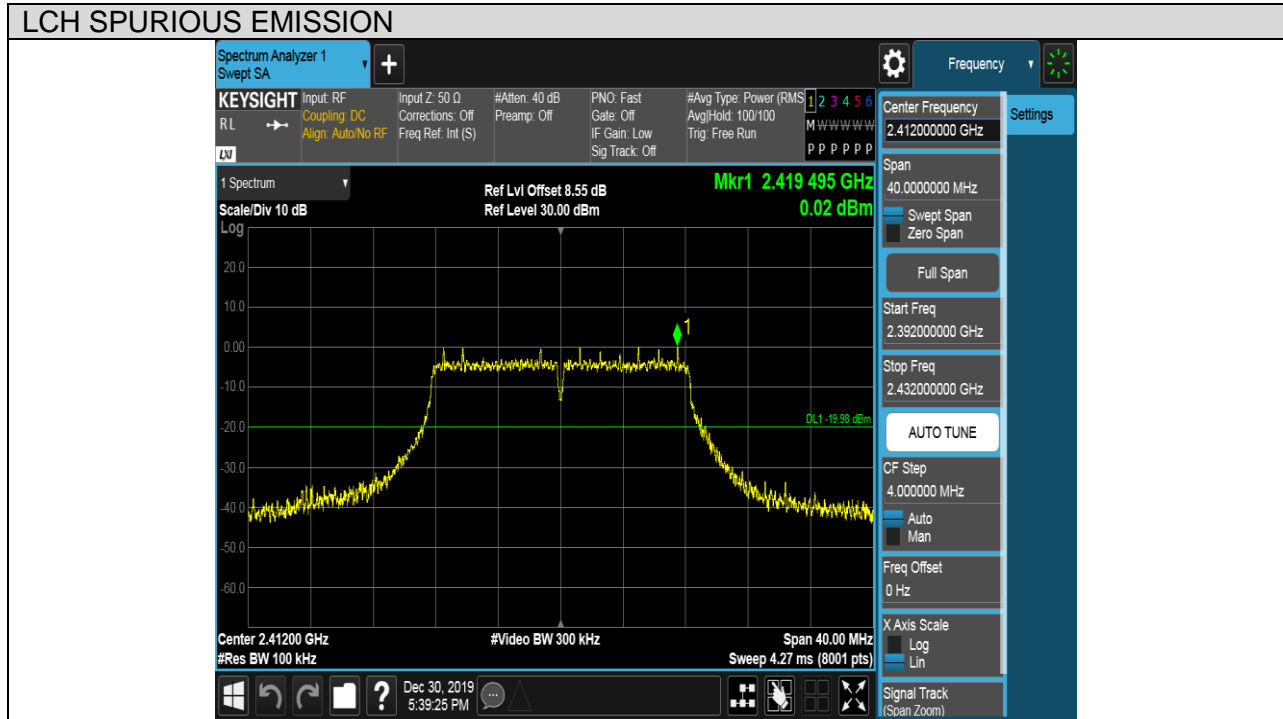 LCH SPURIOUS EMISSION
Spectrum Analyzer 1
Swept SA
+
Frequency
KEYSIGHT
RL
LXI
Input: RF
Coupling: DC
Align: Auto/No RF
Input Z: 50 Ω
Corrections: Off
Freq Ref: Int (S)
#Atten: 40 dB
Preamp: Off
PNO: Fast
Gate: Off
IF Gain: Low
Sig Track: Off
#Avg Type: Power (RMS
Avg|Hold: 100/100
Trig: Free Run
1 2 3 4 5 6
M W W W W W
P P P P P P
1 Spectrum
Scale/Div 10 dB
Ref Lvl Offset 8.55 dB
Ref Level 30.00 dBm
Mkr1 2.419 495 GHz
0.02 dBm
Log
20.0
10.0
0.00
-10.0
-20.0
-30.0
-40.0
-50.0
-60.0
1
DL1 -19.98 dBm
Center 2.41200 GHz
#Res BW 100 kHz
#Video BW 300 kHz
Span 40.00 MHz
Sweep 4.27 ms (8001 pts)
Center Frequency
2.412000000 GHz
Settings
Span
40.0000000 MHz
Swept Span
Zero Span
Full Span
Start Freq
2.392000000 GHz
Stop Freq
2.432000000 GHz
AUTO TUNE
CF Step
4.000000 MHz
Auto
Man
Freq Offset
0 Hz
X Axis Scale
Log
Lin
Signal Track
(Span Zoom)
?
Dec 30, 2019
5:39:25 PM